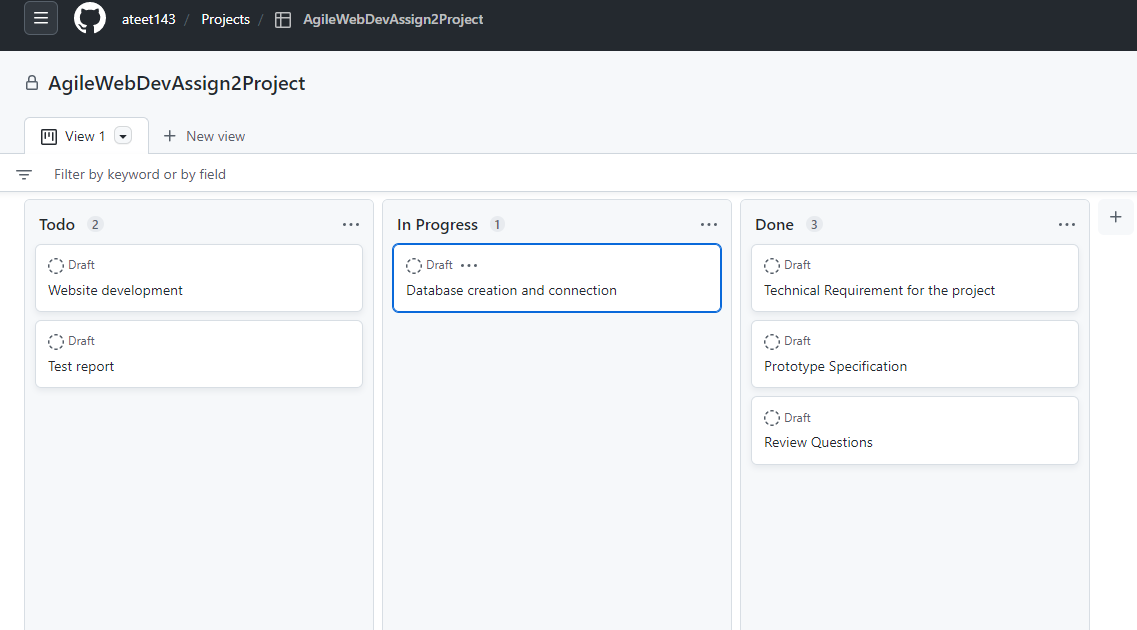 ateet143 / Projects / AgileWebDevAssign2Project
AgileWebDevAssign2Project
View 1 New view
Filter by keyword or by field
Todo 2
Draft
Website development
Draft
Test report
In Progress 1
Draft
Database creation and connection
Done 3
Draft
Technical Requirement for the project
Draft
Prototype Specification
Draft
Review Questions